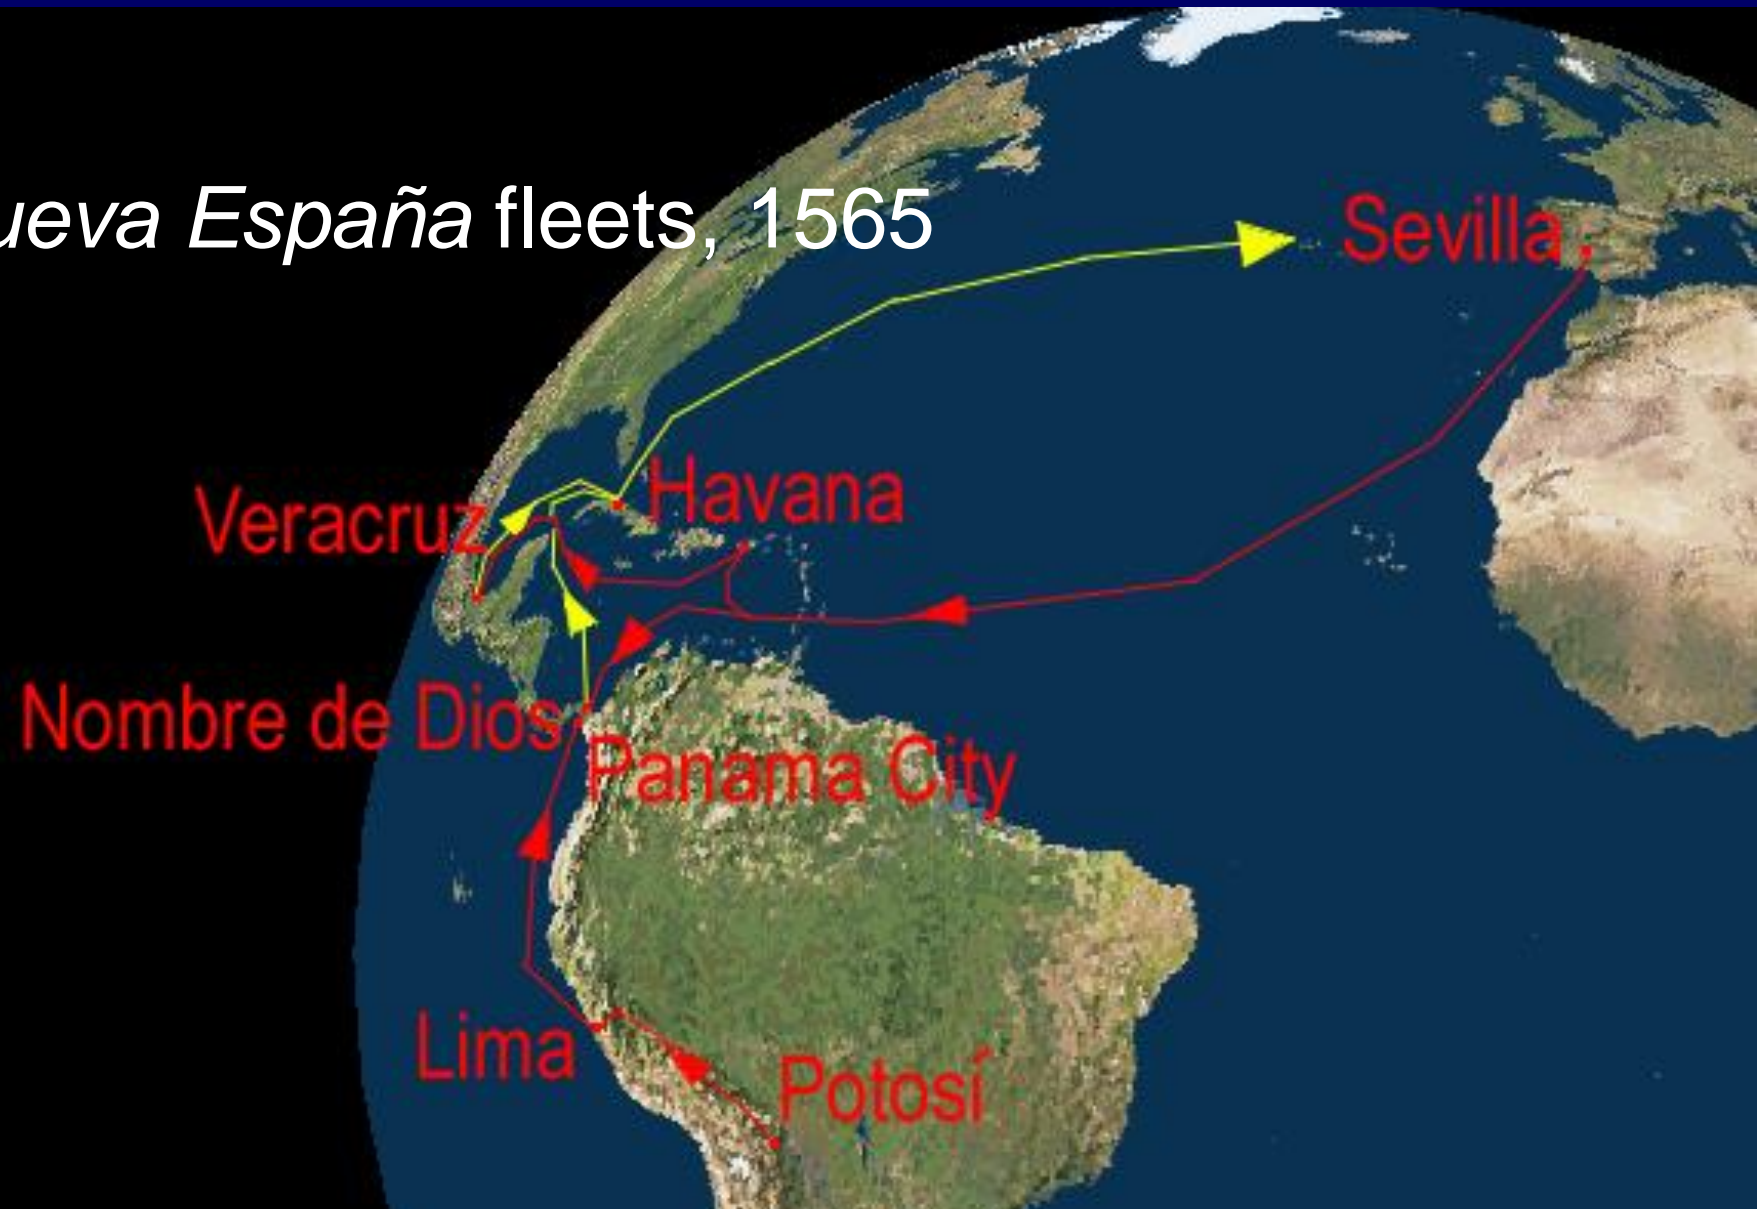 ueva España fleets, 1565
Sevilla
Havana
Veracruz
Nombre de Dios
Panama City
Lima
Potosí